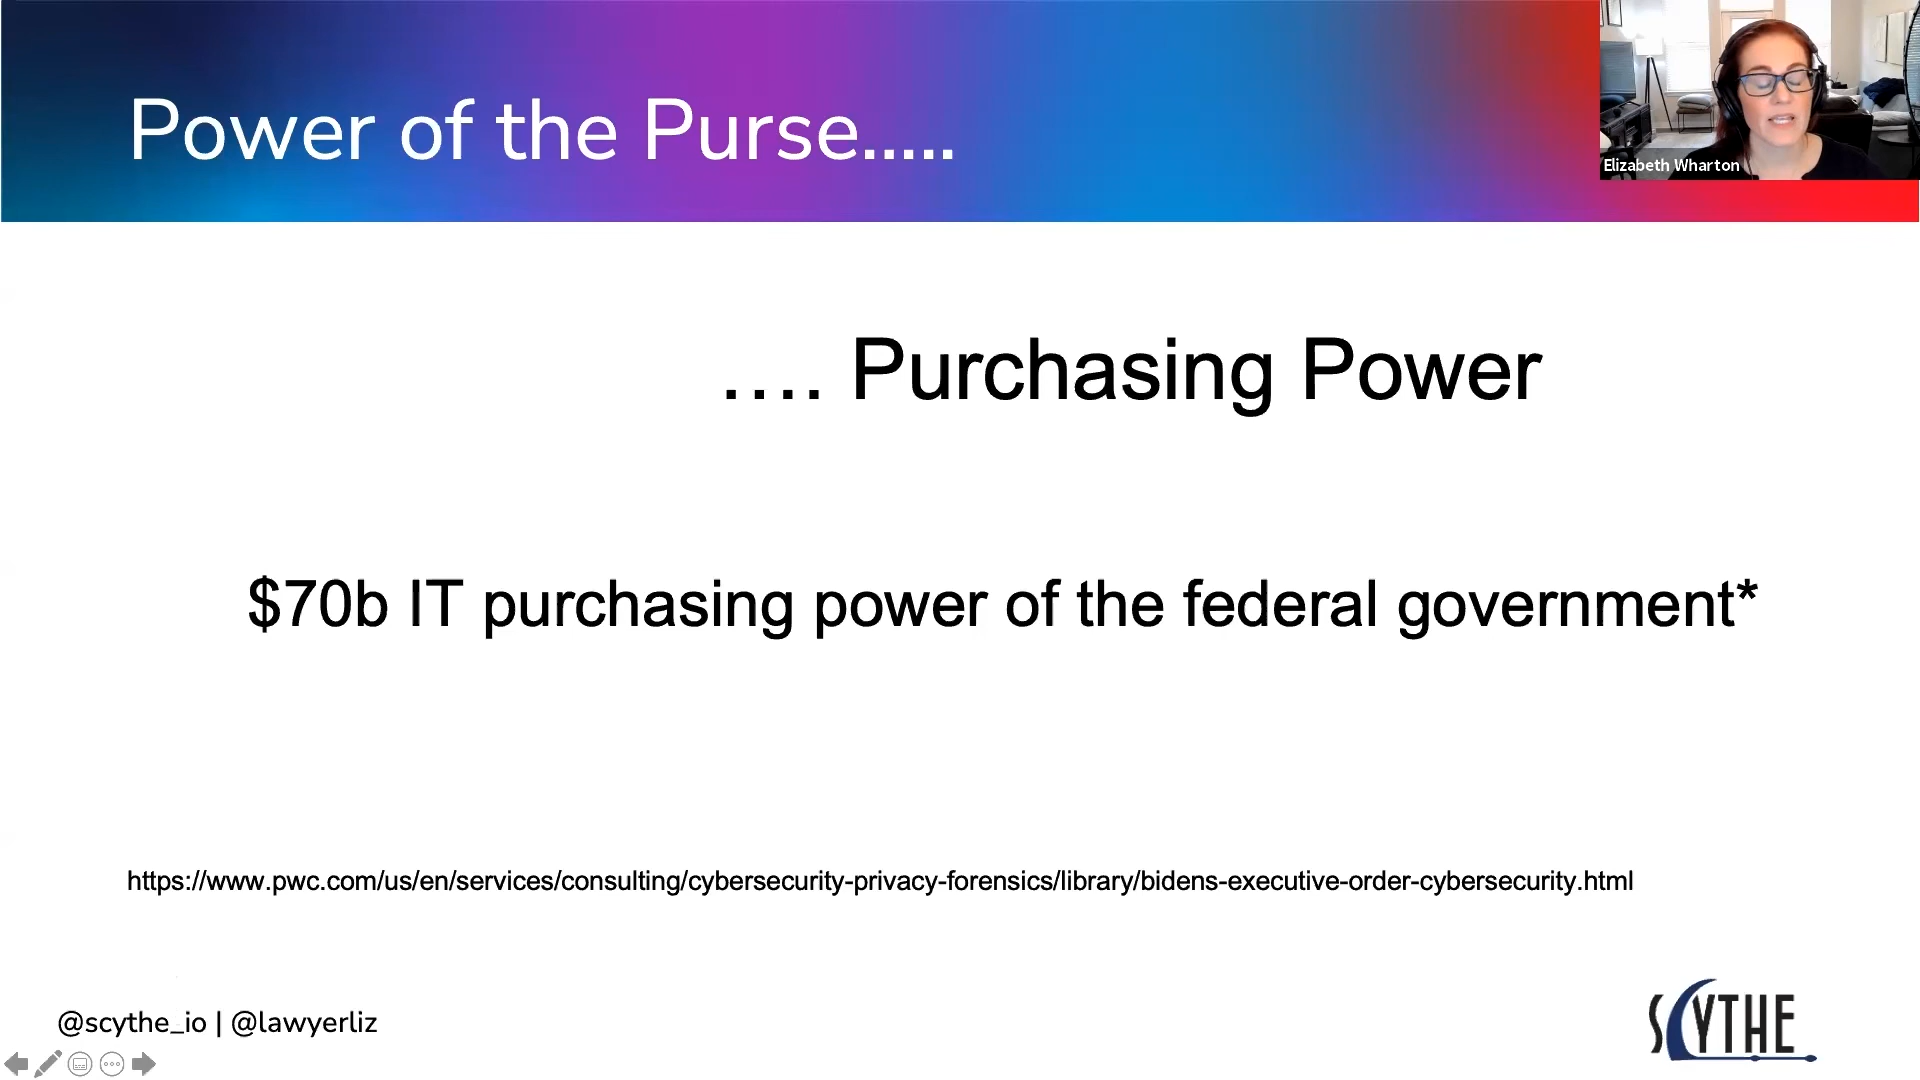 Power of the Purse.....
Elizabeth Wharton
.... Purchasing Power
$70b IT purchasing power of the federal government*
https://www.pwc.com/us/en/services/consulting/cybersecurity-privacy-forensics/library/bidens-executive-order-cybersecurity.html
@scythe_io | @lawyerliz
SCYTHE